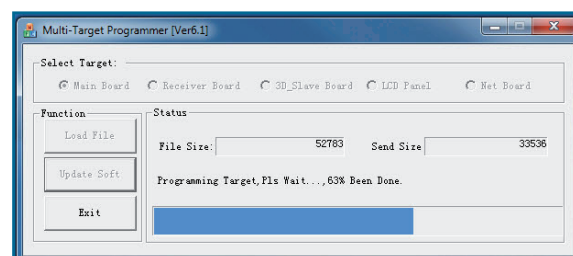 Multi-Target Programmer [Ver6.1]
Select Target:
Main Board Receiver Board 3D_Slave Board LCD Panel Net Board
Function
Status
Load File
File Size: 52783 Send Size 33536
Update Soft
Programming Target,Pls Wait...,63% Been Done.
Exit